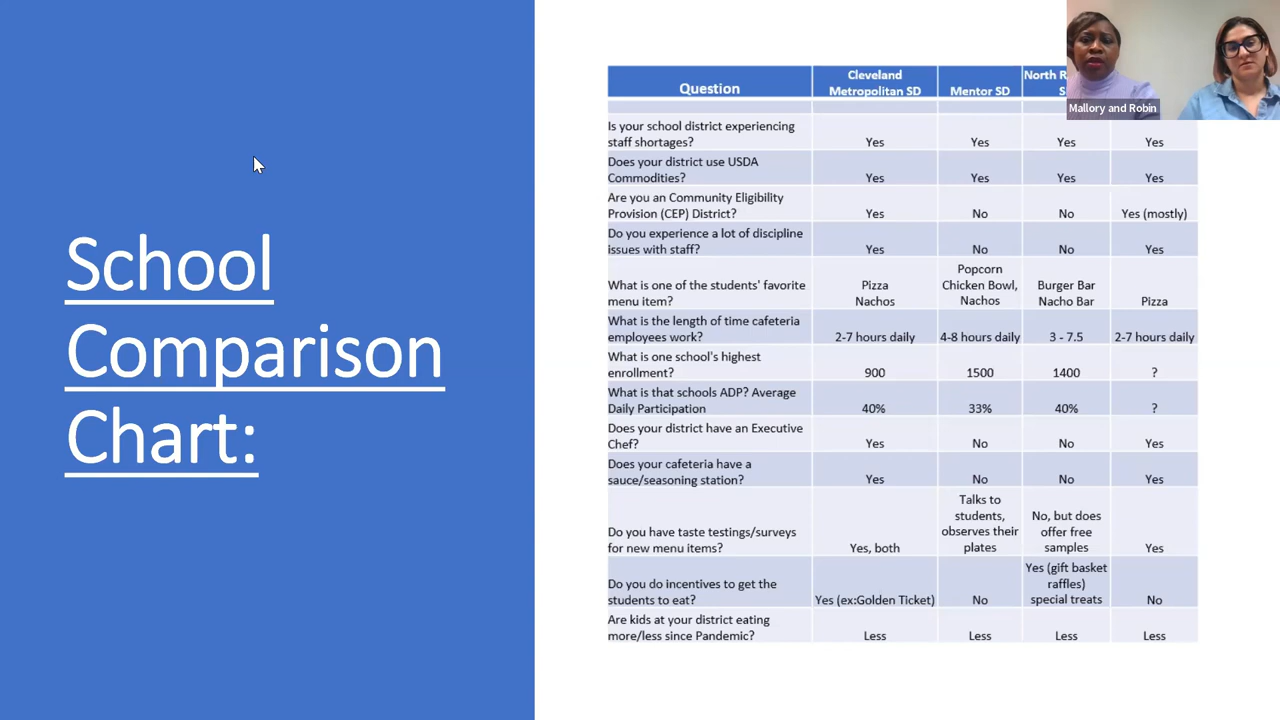 School
Comparison
Chart:
Question
Cleveland
Metropolitan SD
Mentor SD
North
Mallory and Robin
Is your school district experiencing
staff shortages?
Yes
Yes
Yes
Yes
Does your district use USDA
Commodities?
Yes
Yes
Yes
Yes
Are you an Community Eligibility
Provision (CEP) District?
Yes
No
No
Yes (mostly)
Do you experience a lot of discipline
issues with staff?
Yes
No
No
Yes
What is one of the students' favorite
menu item?
Pizza
Nachos
Popcorn
Chicken Bowl,
Nachos
Burger Bar
Nacho Bar
Pizza
What is the length of time cafeteria
employees work?
2-7 hours daily
4-8 hours daily
3 - 7.5
2-7 hours daily
What is one school's highest
enrollment?
900
1500
1400
?
What is that schools ADP? Average
Daily Participation
40%
33%
40%
?
Does your district have an Executive
Chef?
Yes
No
No
Yes
Does your cafeteria have a
sauce/seasoning station?
Yes
No
No
Yes
Do you have taste testings/surveys
for new menu items?
Yes, both
Talks to
students,
observes their
plates
No, but does
offer free
samples
Yes
Do you do incentives to get the
students to eat?
Yes (ex:Golden Ticket)
No
Yes (gift basket
raffles)
special treats
No
Are kids at your district eating
more/less since Pandemic?
Less
Less
Less
Less